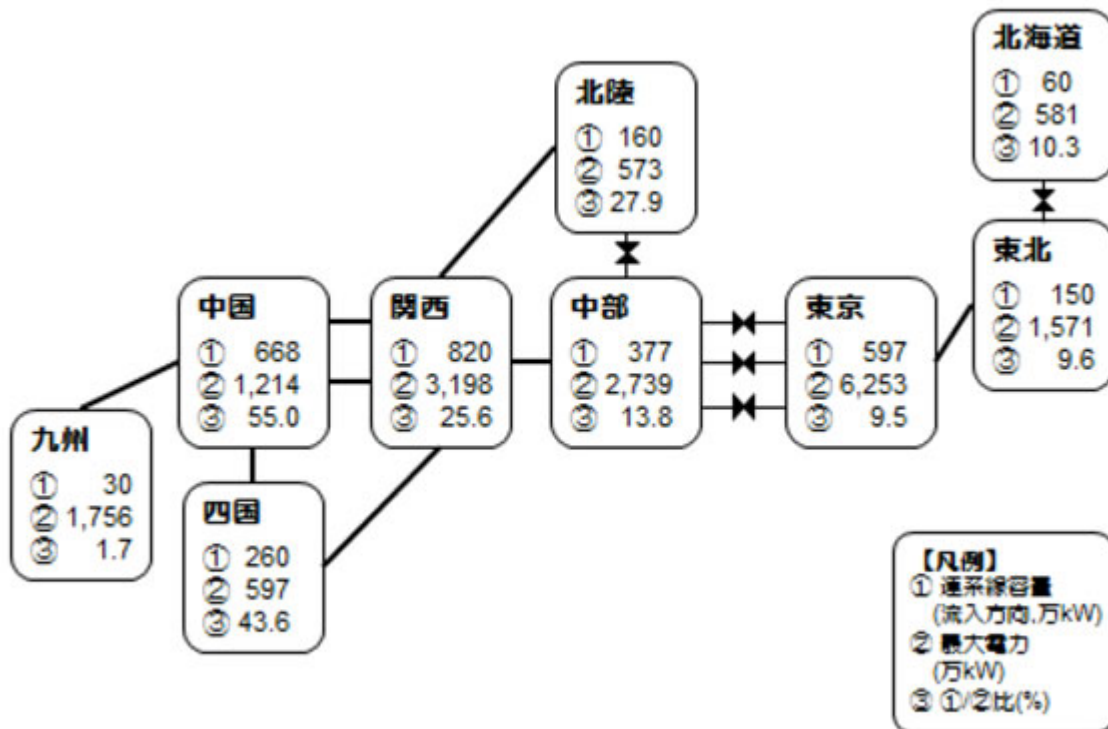 北海道
① 60
② 581
③ 10.3
北陸
① 160
② 573
③ 27.9
東北
① 150
② 1,571
③ 9.6
中国
① 668
② 1,214
③ 55.0
関西
① 820
② 3,198
③ 25.6
中部
① 377
② 2,739
③ 13.8
東京
① 597
② 6,253
③ 9.5
九州
① 30
② 1,756
③ 1.7
四国
① 260
② 597
③ 43.6
【凡例】
① 連系線容量
(流入方向,万kW)
② 最大電力
(万kW)
③ ①/②比(%)